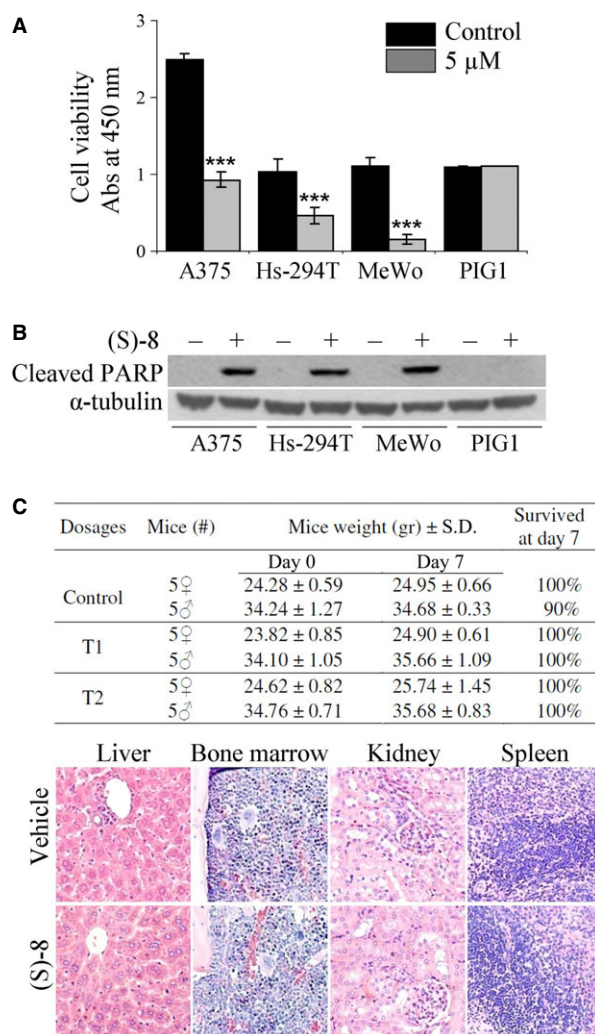 A
Cell viability
Abs at 450 nm
3
2
1
0
Control
5 µM
***
***
***
A375 Hs-294T MeWo PIG1
B
(S)-8 – + – + – + – +
Cleaved PARP
α-tubulin
A375 Hs-294T MeWo PIG1
C
Dosages Mice (#) Mice weight (gr) ± S.D. Survived
at day 7
Day 0 Day 7
Control 5♀ 24.28 ± 0.59 24.95 ± 0.66 100%
5♂ 34.24 ± 1.27 34.68 ± 0.33 90%
T1 5♀ 23.82 ± 0.85 24.90 ± 0.61 100%
5♂ 34.10 ± 1.05 35.66 ± 1.09 100%
T2 5♀ 24.62 ± 0.82 25.74 ± 1.45 100%
5♂ 34.76 ± 0.71 35.68 ± 0.83 100%
Liver Bone marrow Kidney Spleen
Vehicle
(S)-8